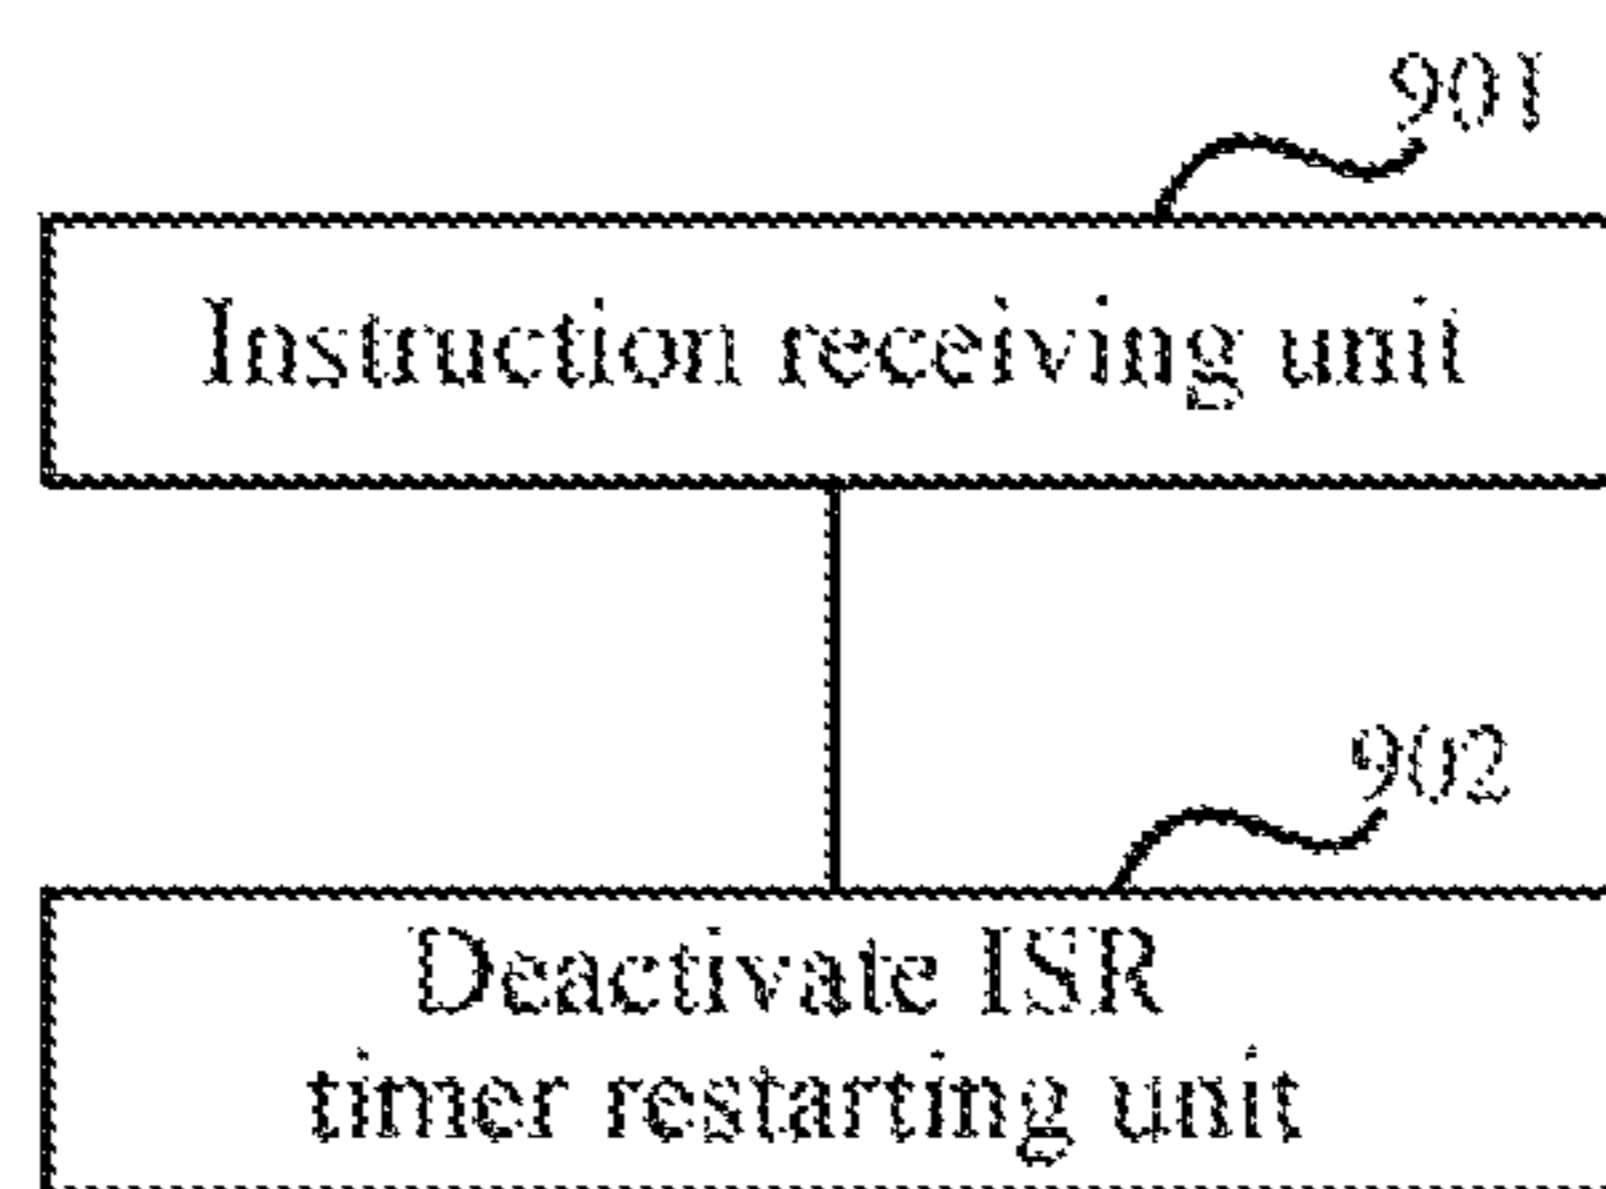 901
Instruction receiving unit
902
Deactivate ISR
timer restarting unit